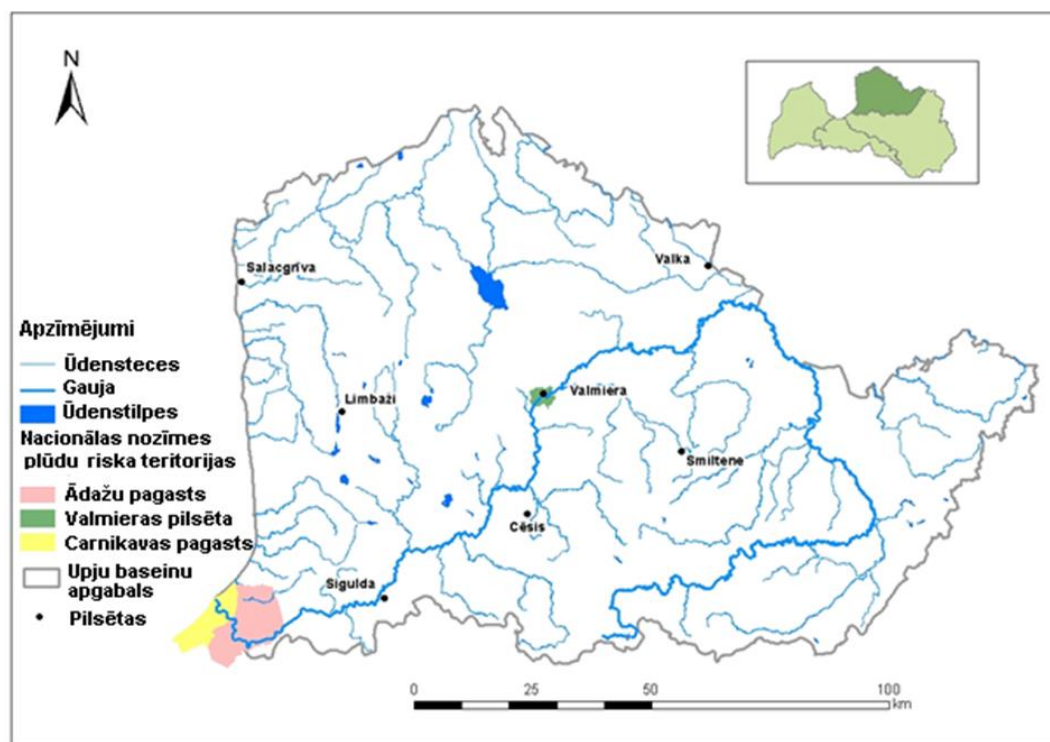 N
Salacgrīva
Valka
Apzīmējumi
Ūdensteces
Gauja
Ūdenstilpes
Nacionālas nozīmes
plūdu riska teritorijas
Ādažu pagasts
Valmieras pilsēta
Carnikavas pagasts
Upju baseinu
apgabals
Pilsētas
Limbaži
Valmiera
Smiltene
Cēsis
Sigulda
0 25 50 100
km